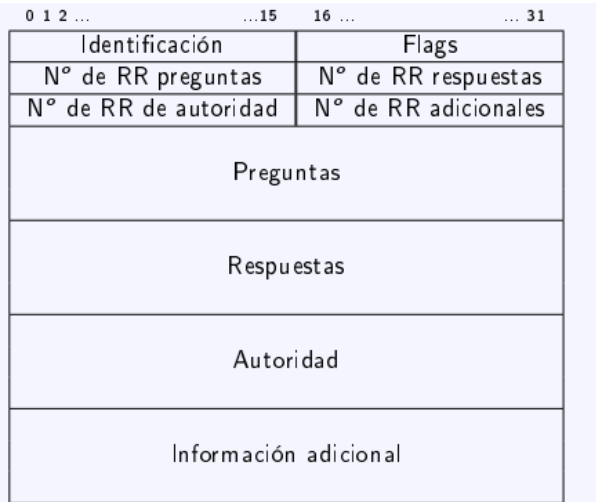 0 1 2 ... ...15 16 ... ... 31
Identificación Flags
Nº de RR preguntas Nº de RR respuestas
Nº de RR de autoridad Nº de RR adicionales
Preguntas
Respuestas
Autoridad
Información adicional